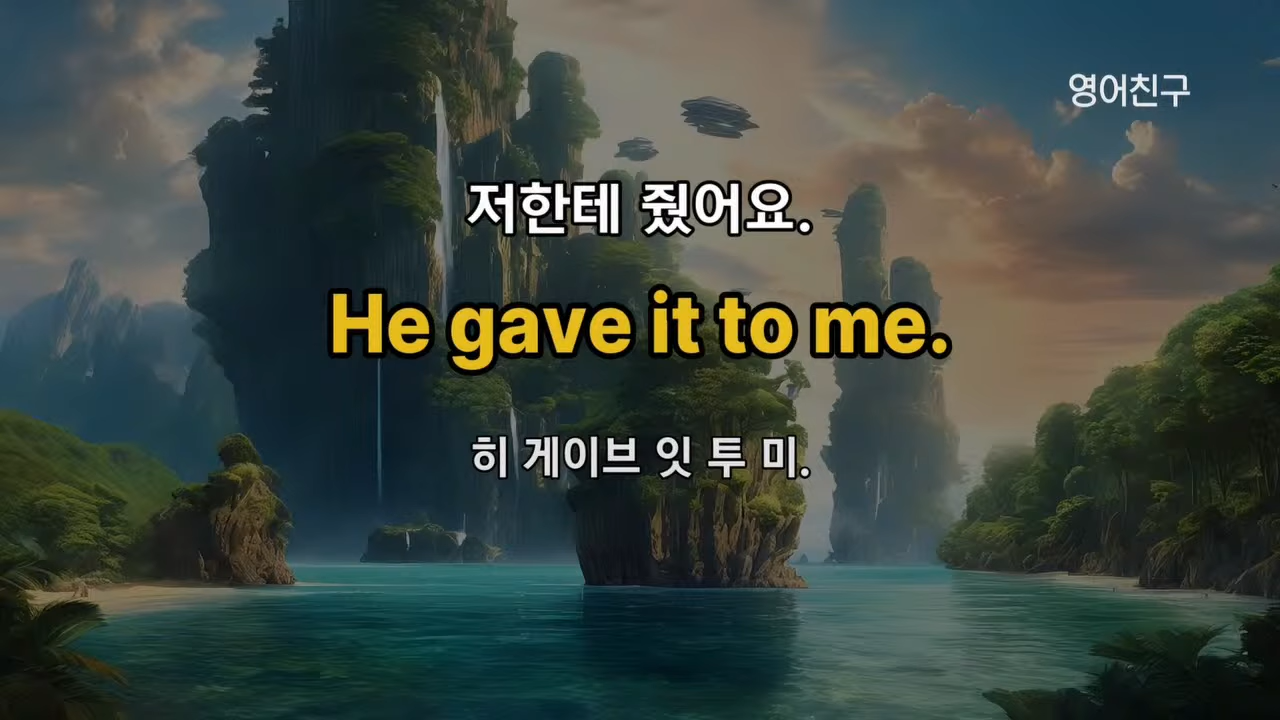 영어친구
저한테 줬어요.
He gave it to me.
히 게이브 잇 투 미.